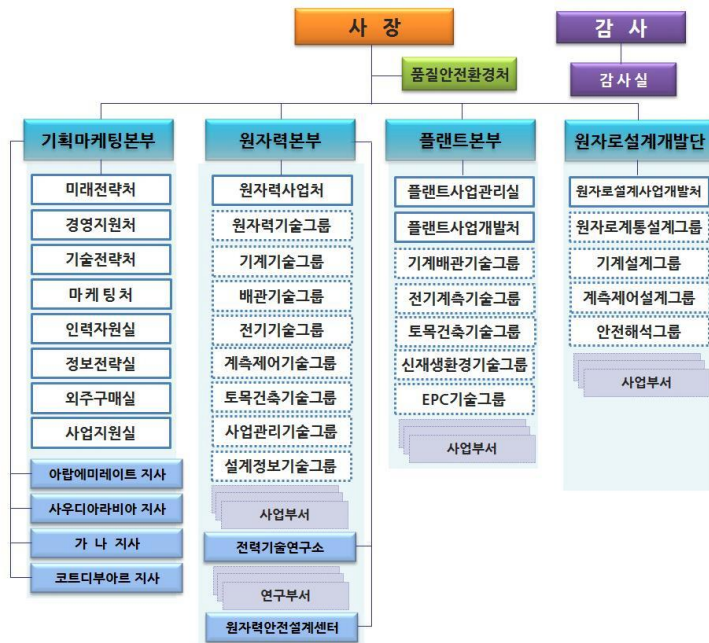 사 장
감 사
품질안전환경처
감사실
기획마케팅본부
미래전략처
경영지원처
기술전략처
마케팅처
인력자원실
정보전략실
외주구매실
사업지원실
아랍에미레이트 지사
사우디아라비아 지사
가 나 지사
코트디부아르 지사
원자력본부
원자력사업처
원자력기술그룹
기계기술그룹
배관기술그룹
전기기술그룹
계측제어기술그룹
토목건축기술그룹
사업관리기술그룹
설계정보기술그룹
사업부서
전력기술연구소
연구부서
원자력안전설계센터
플랜트본부
플랜트사업관리실
플랜트사업개발처
기계배관기술그룹
전기계측기술그룹
토목건축기술그룹
신재생환경기술그룹
EPC기술그룹
사업부서
원자로설계개발단
원자로설계사업개발처
원자로계통설계그룹
기계설계그룹
계측제어설계그룹
안전해석그룹
사업부서